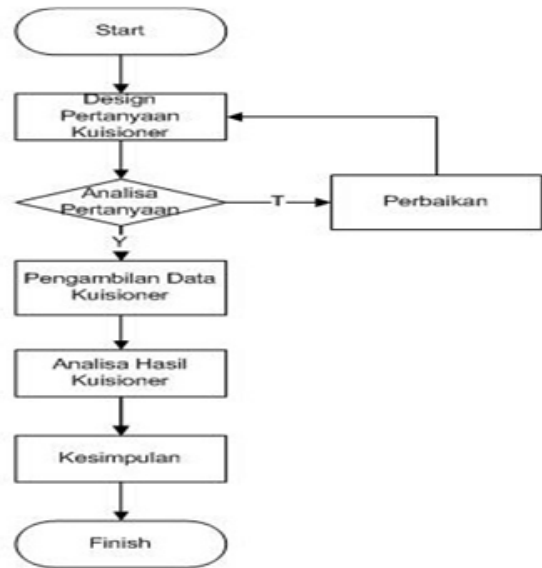 Start
Design
Pertanyaan
Kuisioner
Analisa
Pertanyaan
T
Perbaikan
Y
Pengambilan Data
Kuisioner
Analisa Hasil
Kuisioner
Kesimpulan
Finish